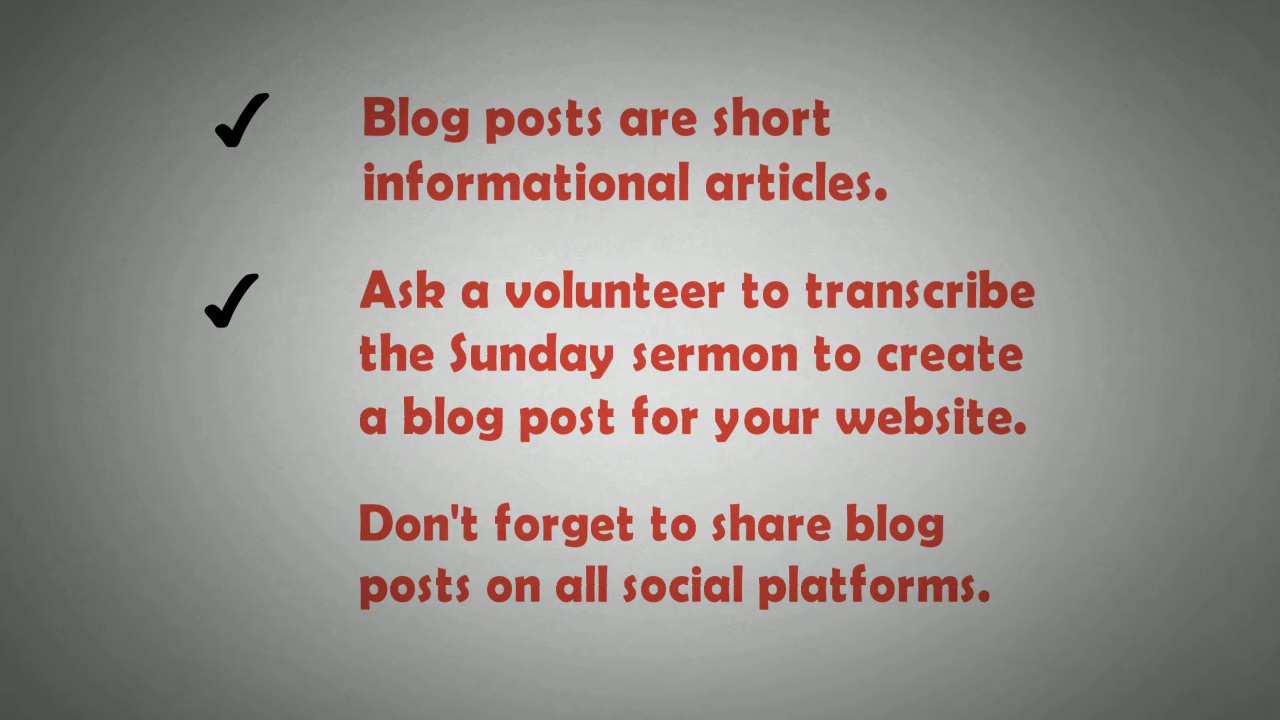 Blog posts are short
informational articles.
Ask a volunteer to transcribe
the Sunday sermon to create
a blog post for your website.
Don't forget to share blog
posts on all social platforms.